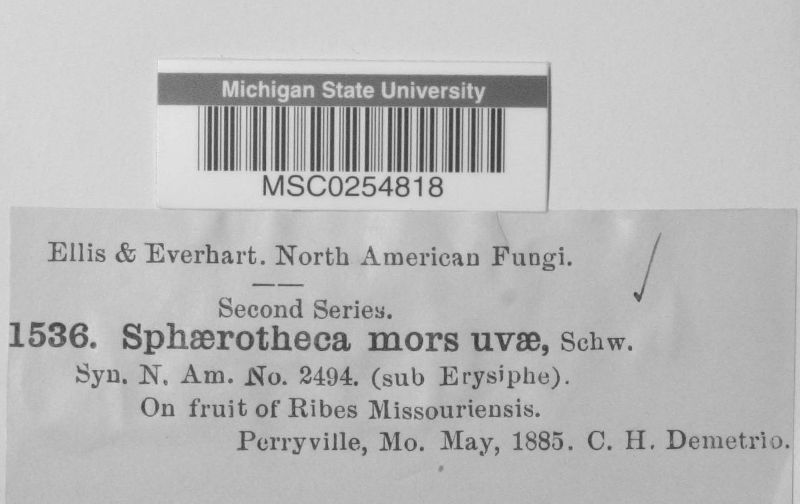 Michigan State University
MSC0254818
Ellis & Everhart. North American Fungi.
Second Series.
1536. Sphærotheca mors uvæ, Schw.
Syn. N. Am. No. 2494. (sub Erysiphe).
On fruit of Ribes Missouriensis.
Perryville, Mo. May, 1885. C. H. Demetrio.